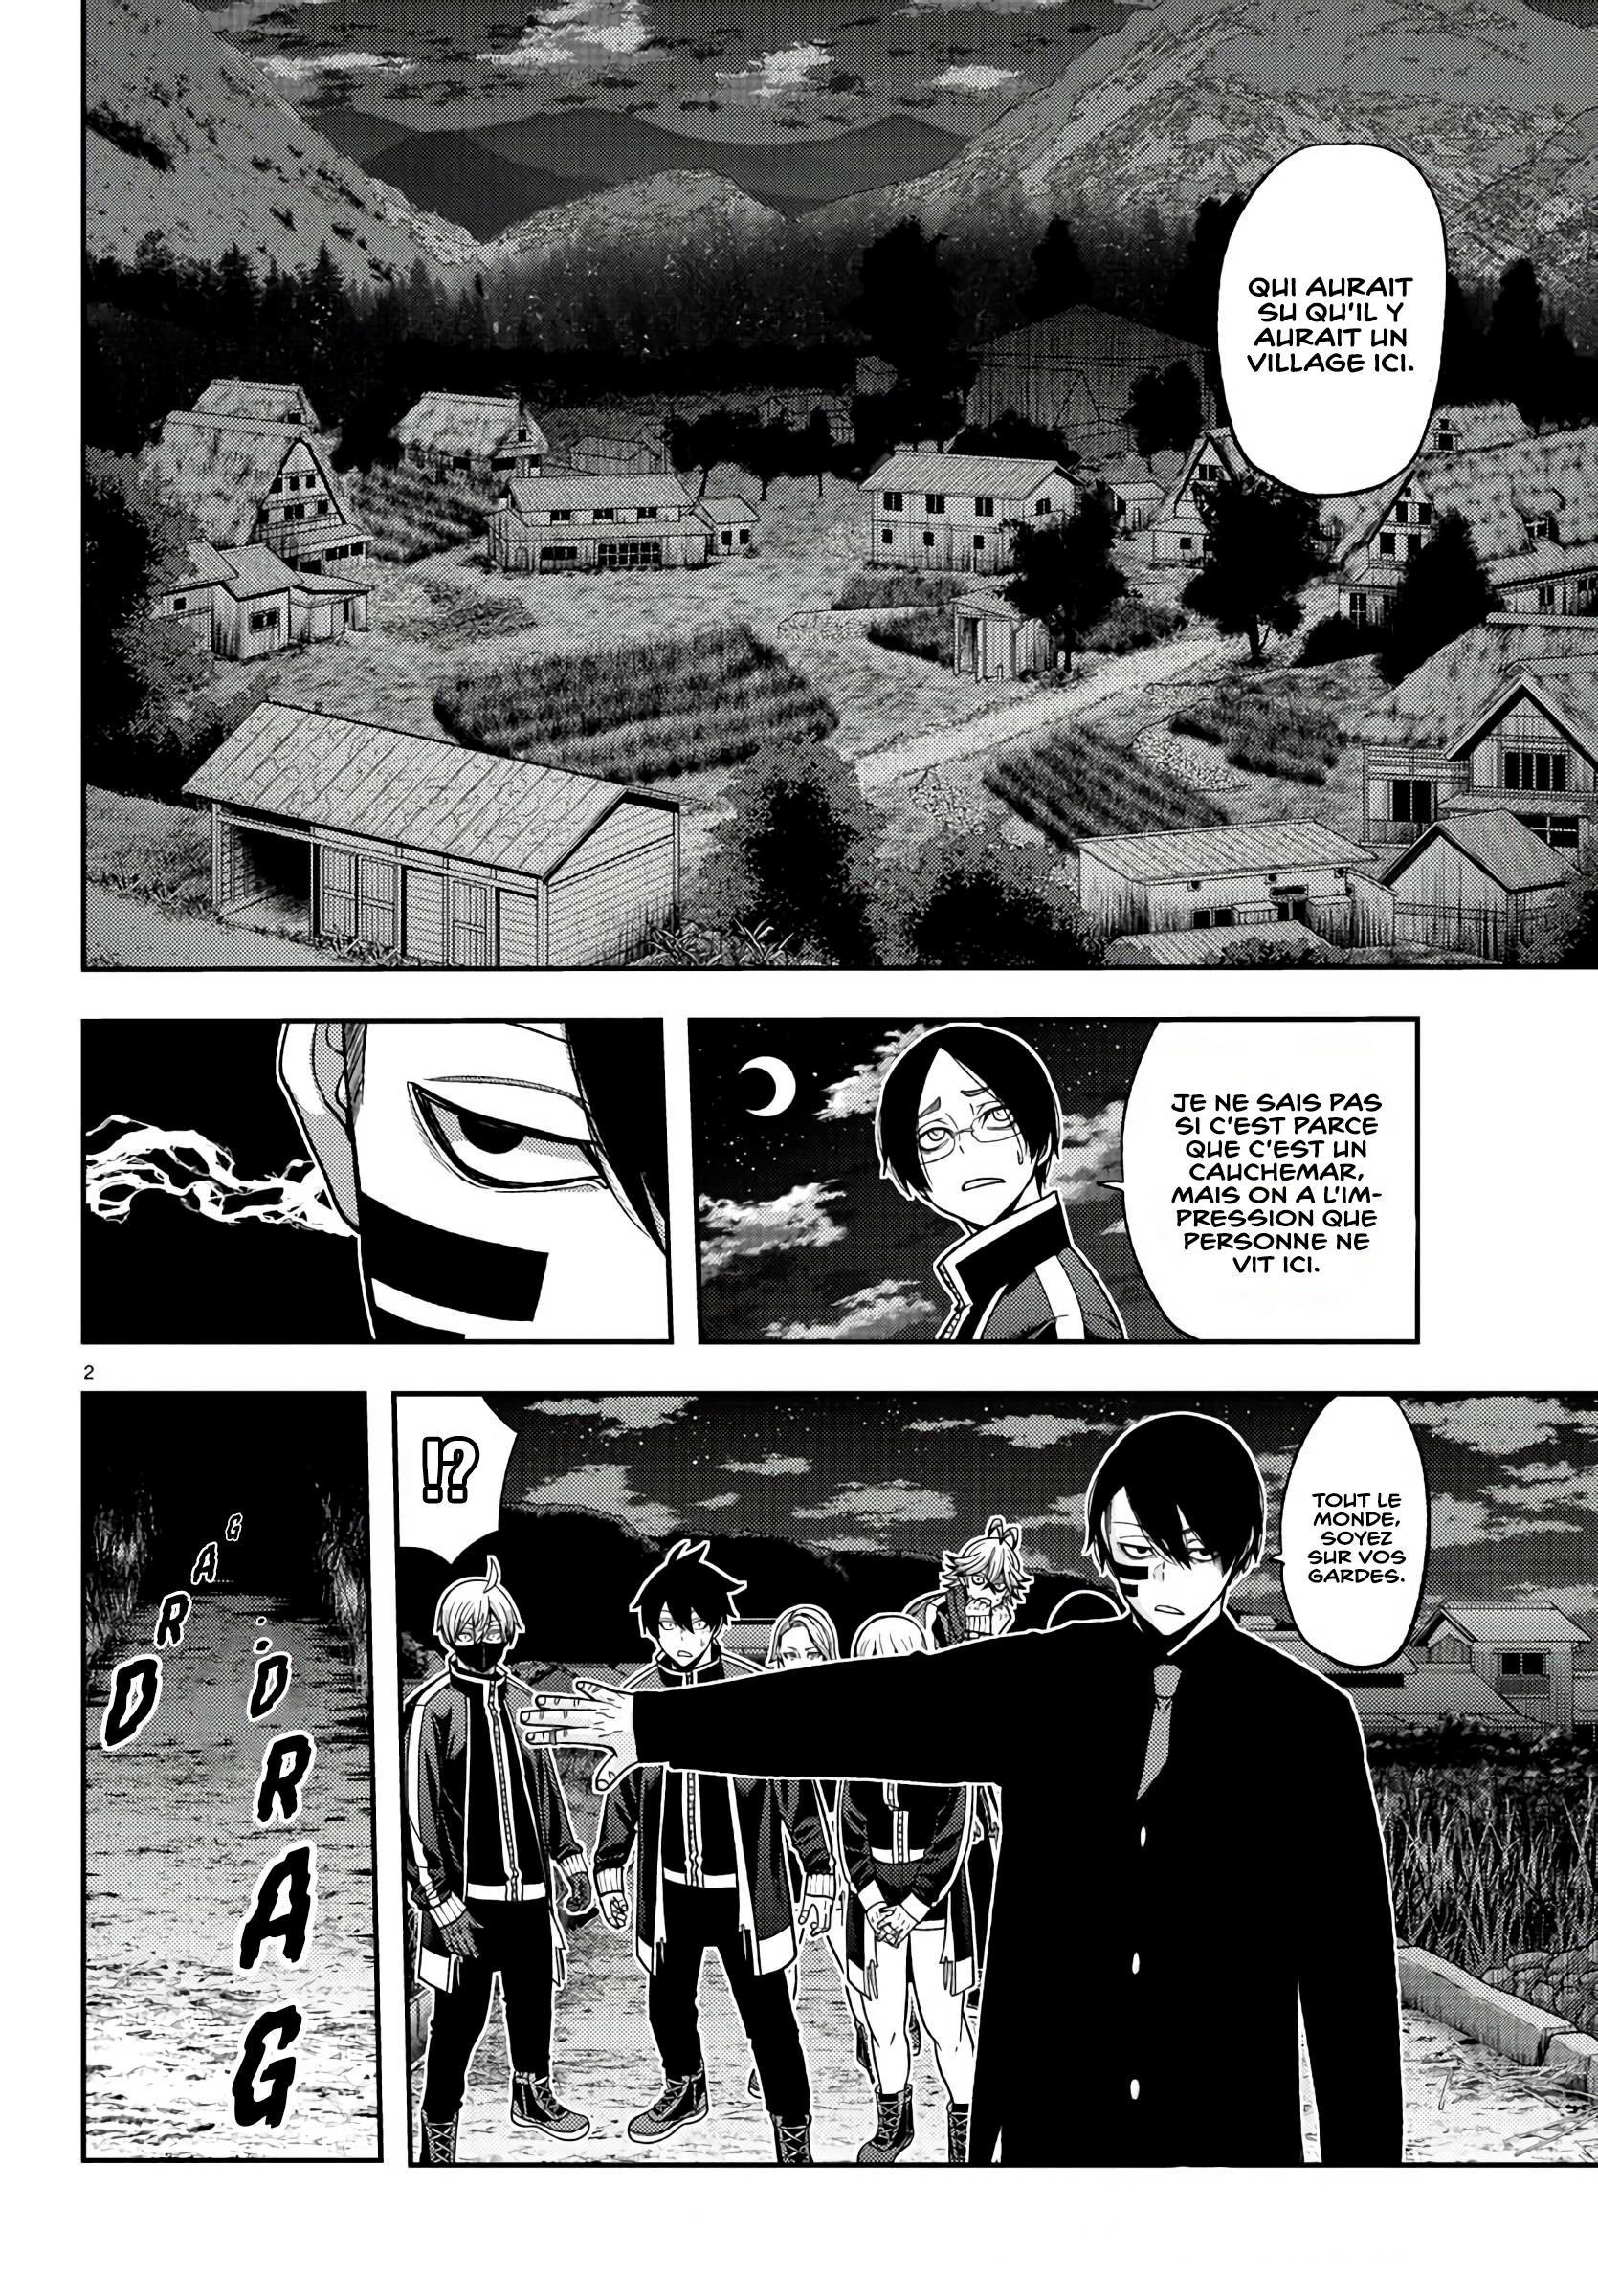 QUI AURAIT
SU QU'IL Y
AURAIT UN
VILLAGE ICI.
JE NE SAIS PAS
SI C'EST PARCE
QUE C'EST UN
CAUCHEMAR,
MAIS ON A L'IM-
PRESSION QUE
PERSONNE NE
VIT ICI.
2
TOUT LE
MONDE,
SOYEZ
SUR VOS
GARDES.
!?
DRAG
DRAG